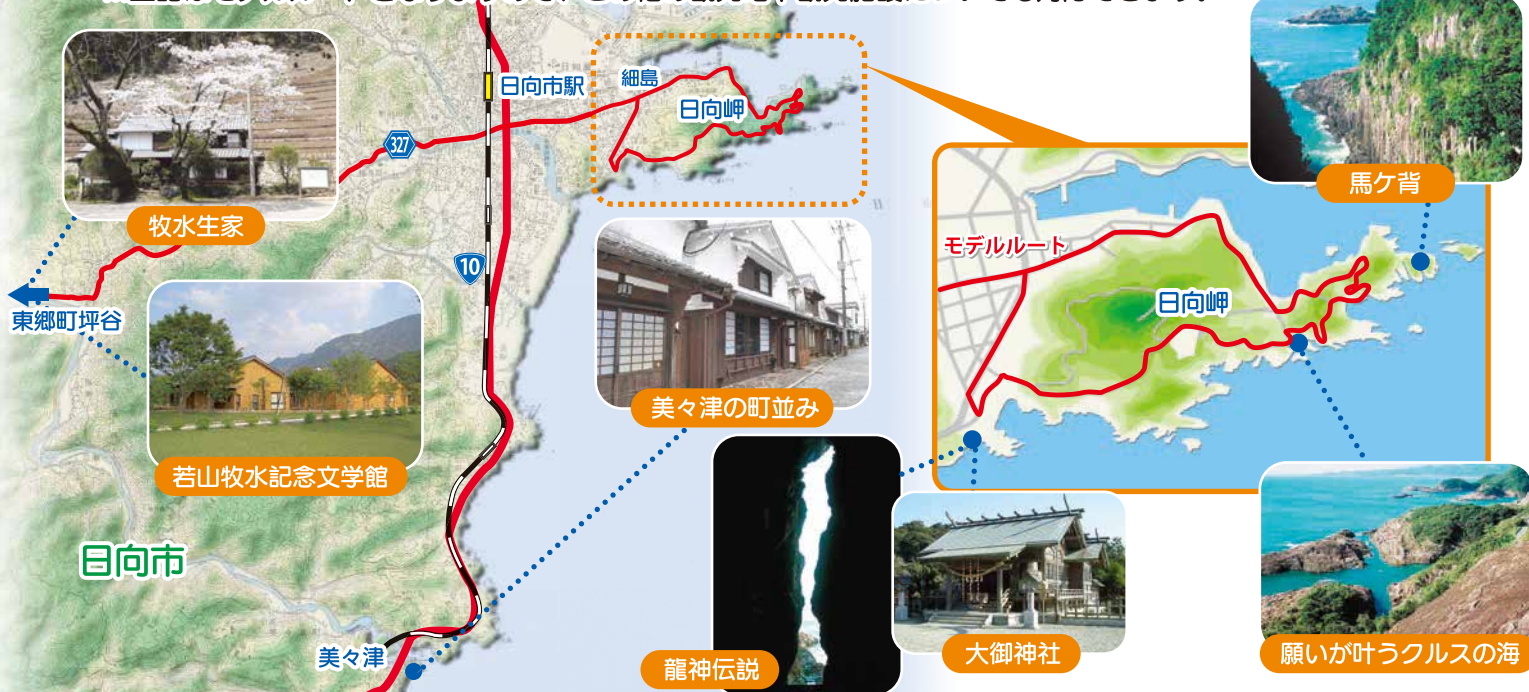 日向市駅
細島
日向岬
327
馬ケ背
牧水生家
モデルルート
10
日向岬
東郷町坪谷
美々津の町並み
若山牧水記念文学館
日向市
美々津
龍神伝説
大御神社
願いが叶うクルスの海